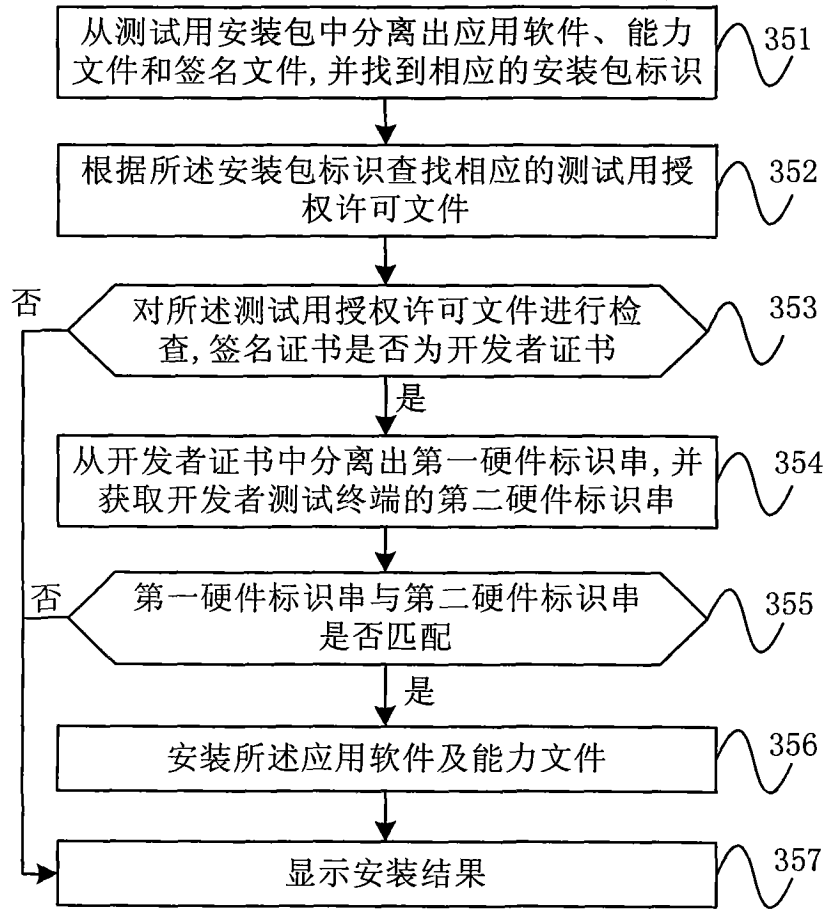 从测试用安装包中分离出应用软件、能力
文件和签名文件,并找到相应的安装包标识
351
根据所述安装包标识查找相应的测试用授
权许可文件
352
否
对所述测试用授权许可文件进行检
查,签名证书是否为开发者证书
353
是
从开发者证书中分离出第一硬件标识串,并
获取开发者测试终端的第二硬件标识串
354
否
第一硬件标识串与第二硬件标识串
是否匹配
355
是
安装所述应用软件及能力文件
356
显示安装结果
357